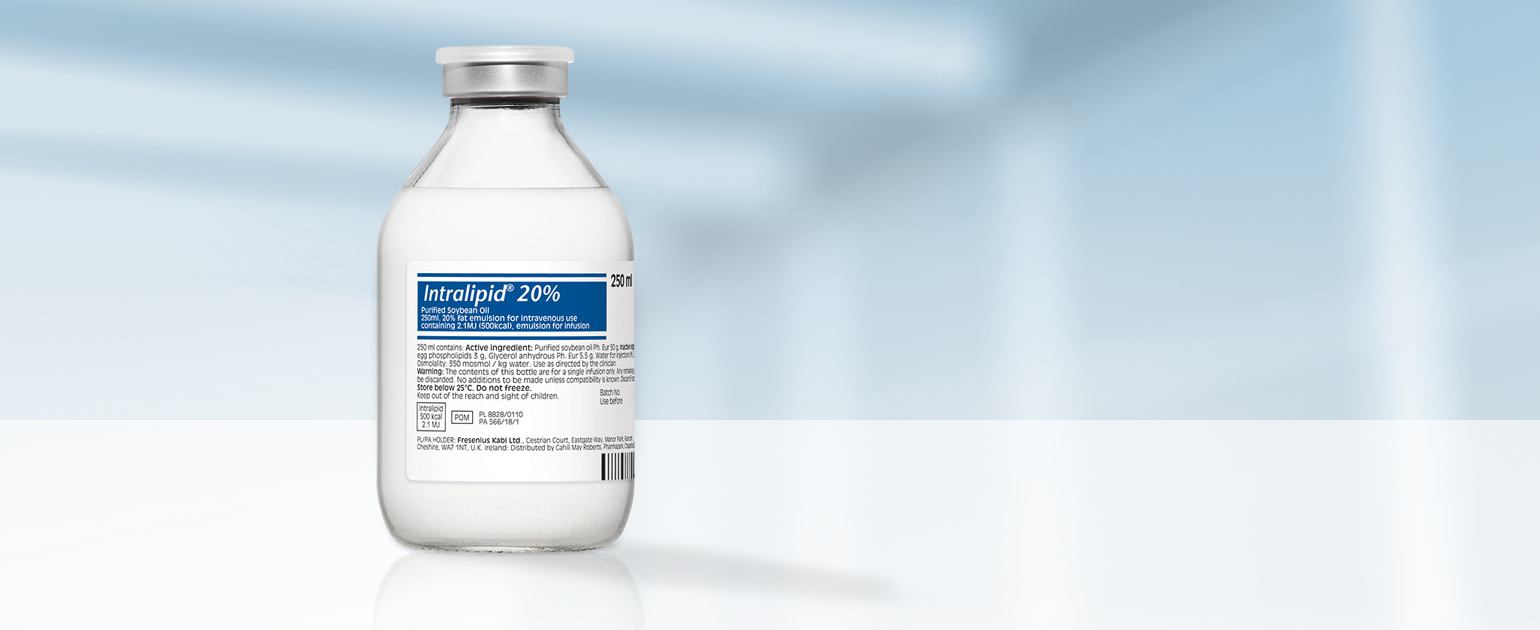 250 ml
Intralipid® 20%
Purified Soybean Oil
250ml, 20% fat emulsion for intravenous use
containing 2.1MJ (500kcal), emulsion for infusion
250 ml contains: Active ingredient: Purified soybean oil Ph. Eur 50 g,
egg phospholipids 3 g, Glycerol anhydrous Ph. Eur 5.5 g, Water For Injection
Osmolality: 350 mosmol / kg water. Use as directed by the clinician.
Warning: The contents of this bottle are for a single infusion only. Any
be discarded. No additions to be made unless compatibility is known.
Store below 25°C. Do not freeze.
Keep out of the reach and sight of children.
Batch No.
Use before
Intralipid
500 kcal
2.1 MJ
POM
PL 8828/0110
PA 566/18/1
PL/PA HOLDER: Fresenius Kabi Ltd., Cestrian Court, Eastgate Way, Manor Park,
Cheshire, WA7 1NT, U.K. Ireland: Distributed by Cahill May Roberts, Pharmapark,